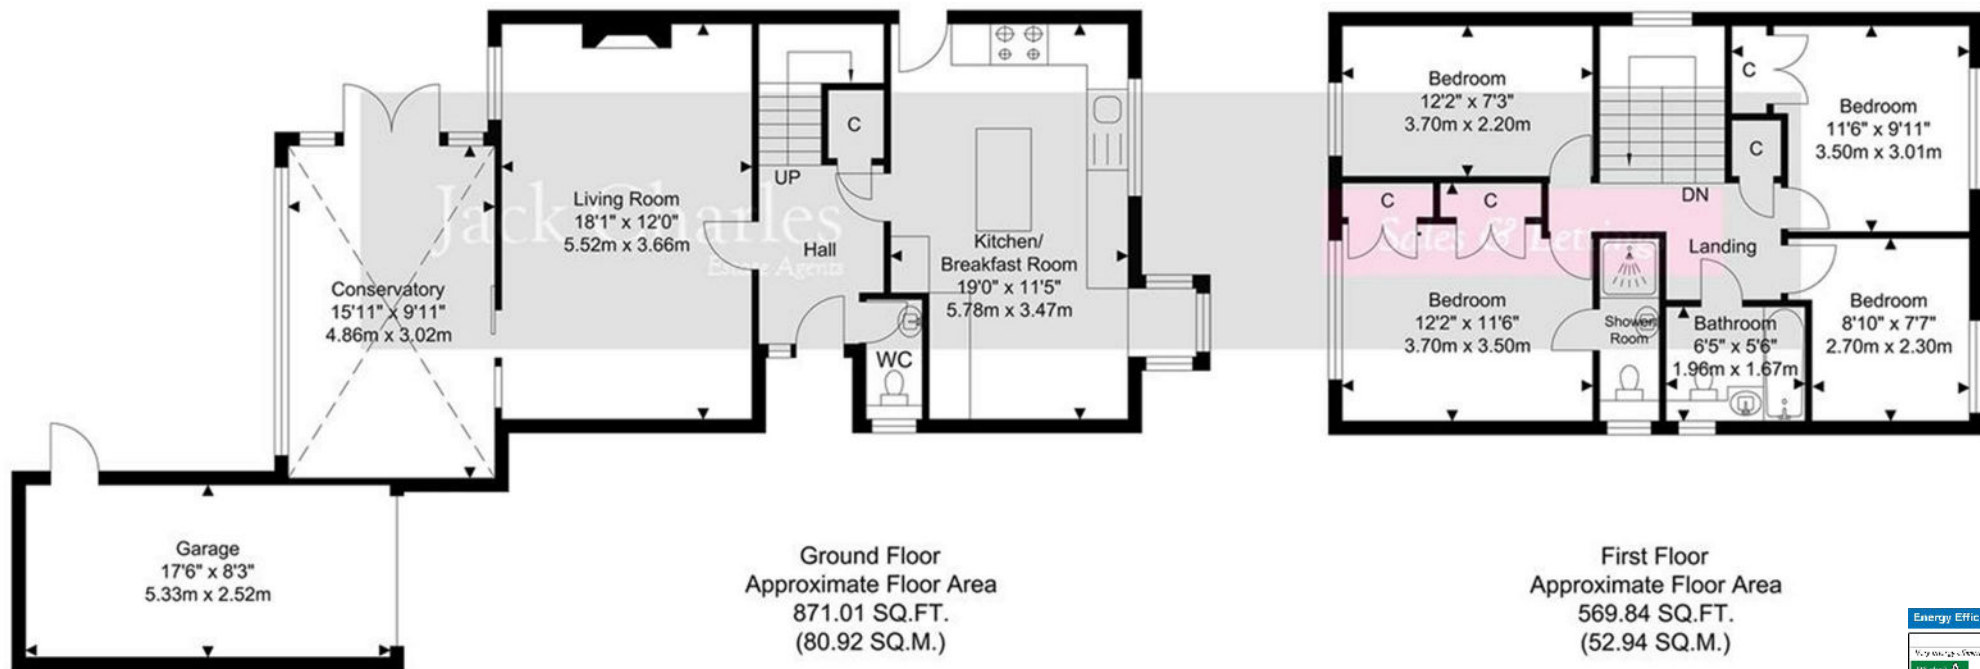 Jack Charles
Estate Agents
Sales & Lettings
Conservatory
15'11" x 9'11"
4.86m x 3.02m
Living Room
18'1" x 12'0"
5.52m x 3.66m
UP
C
Hall
WC
Kitchen/
Breakfast Room
19'0" x 11'5"
5.78m x 3.47m
Garage
17'6" x 8'3"
5.33m x 2.52m
Ground Floor
Approximate Floor Area
871.01 SQ.FT.
(80.92 SQ.M.)
Bedroom
12'2" x 7'3"
3.70m x 2.20m
C
Bedroom
11'6" x 9'11"
3.50m x 3.01m
C
C
C
DN
Landing
Bedroom
12'2" x 11'6"
3.70m x 3.50m
Shower
Room
Bathroom
6'5" x 5'6"
1.96m x 1.67m
Bedroom
8'10" x 7'7"
2.70m x 2.30m
First Floor
Approximate Floor Area
569.84 SQ.FT.
(52.94 SQ.M.)
Energy Effic